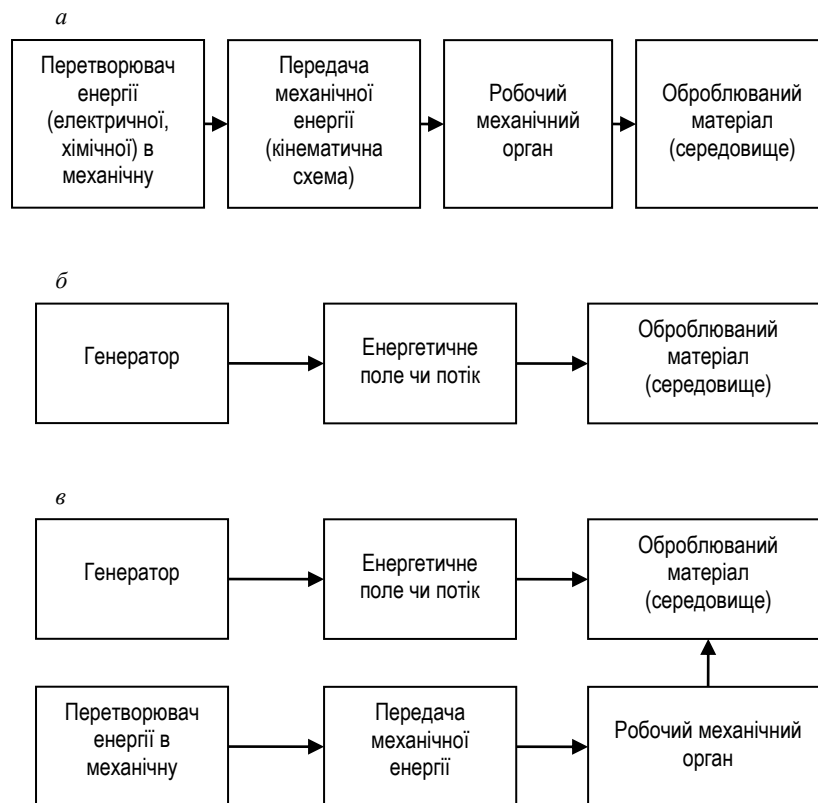 а
Перетворювач
енергії
(електричної,
хімічної) в
механічну
Передача
механічної
енергії
(кінематична
схема)
Робочий
механічний
орган
Оброблюваний
матеріал
(середовище)
б
Генератор
Енергетичне
поле чи потік
Оброблюваний
матеріал
(середовище)
в
Генератор
Енергетичне
поле чи потік
Оброблюваний
матеріал
(середовище)
Перетворювач
енергії в
механічну
Передача
механічної
енергії
Робочий механічний
орган